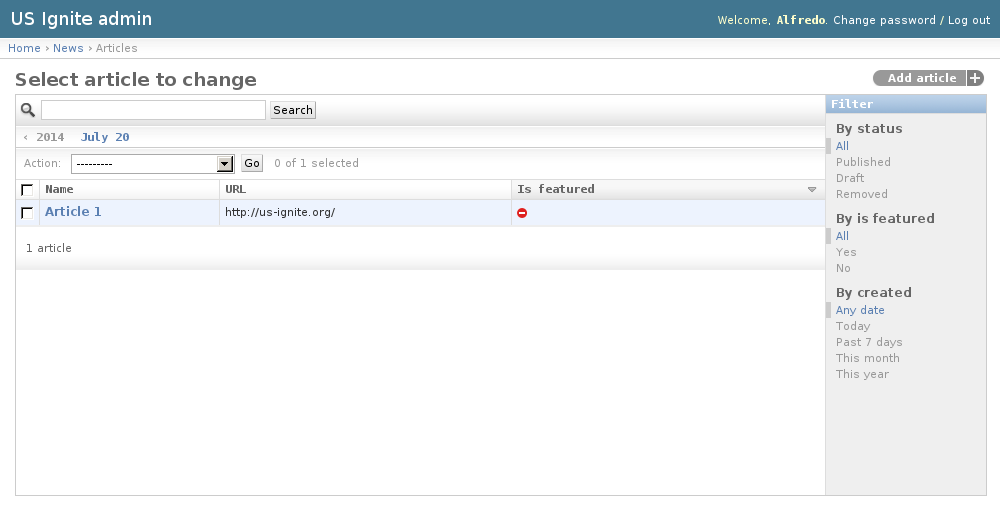 US Ignite admin
Welcome, Alfredo. Change password / Log out
Home › News › Articles
Select article to change
Add article +
Search
‹ 2014 July 20
Action: --------- Go 0 of 1 selected
Name URL Is featured
Article 1 http://us-ignite.org/
1 article
Filter
By status
All
Published
Draft
Removed
By is featured
All
Yes
No
By created
Any date
Today
Past 7 days
This month
This year